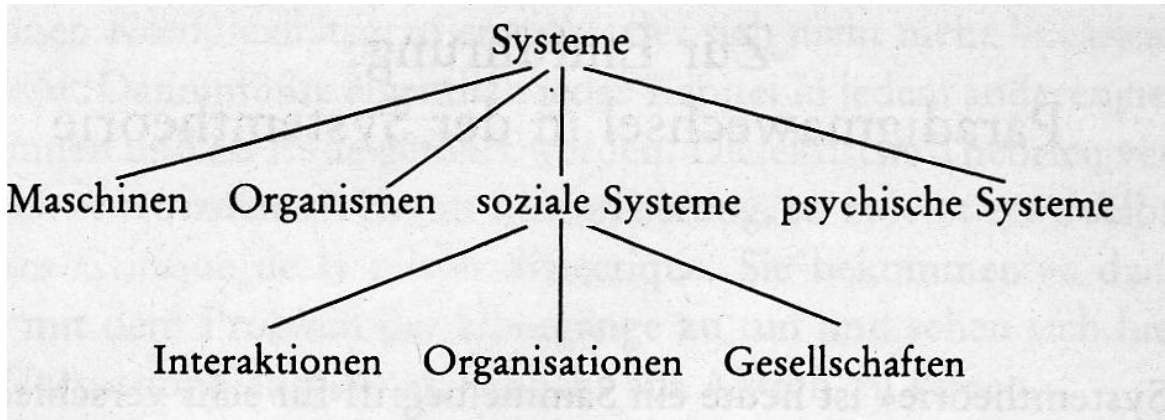 Systeme
Maschinen Organismen soziale Systeme psychische Systeme
Interaktionen Organisationen Gesellschaften